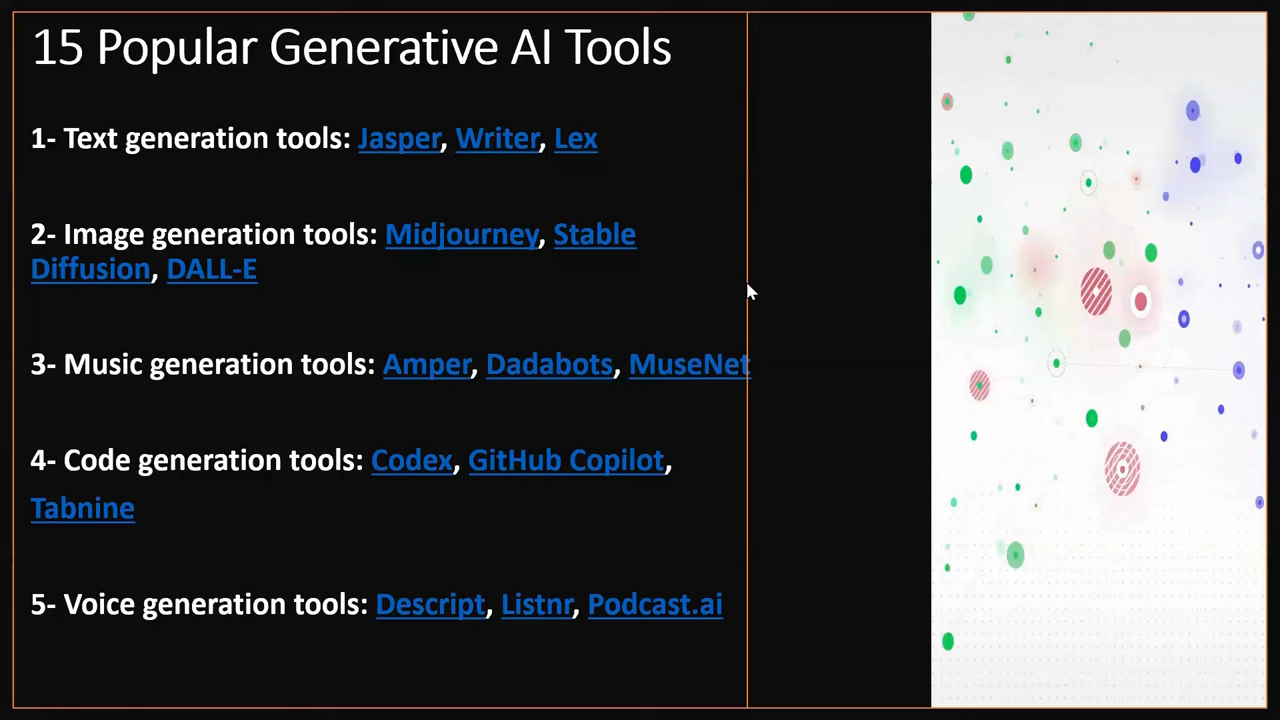 15 Popular Generative AI Tools
1- Text generation tools: Jasper, Writer, Lex
2- Image generation tools: Midjourney, Stable
Diffusion, DALL-E
3- Music generation tools: Amper, Dadabots, MuseNet
4- Code generation tools: Codex, GitHub Copilot,
Tabnine
5- Voice generation tools: Descript, Listnr, Podcast.ai